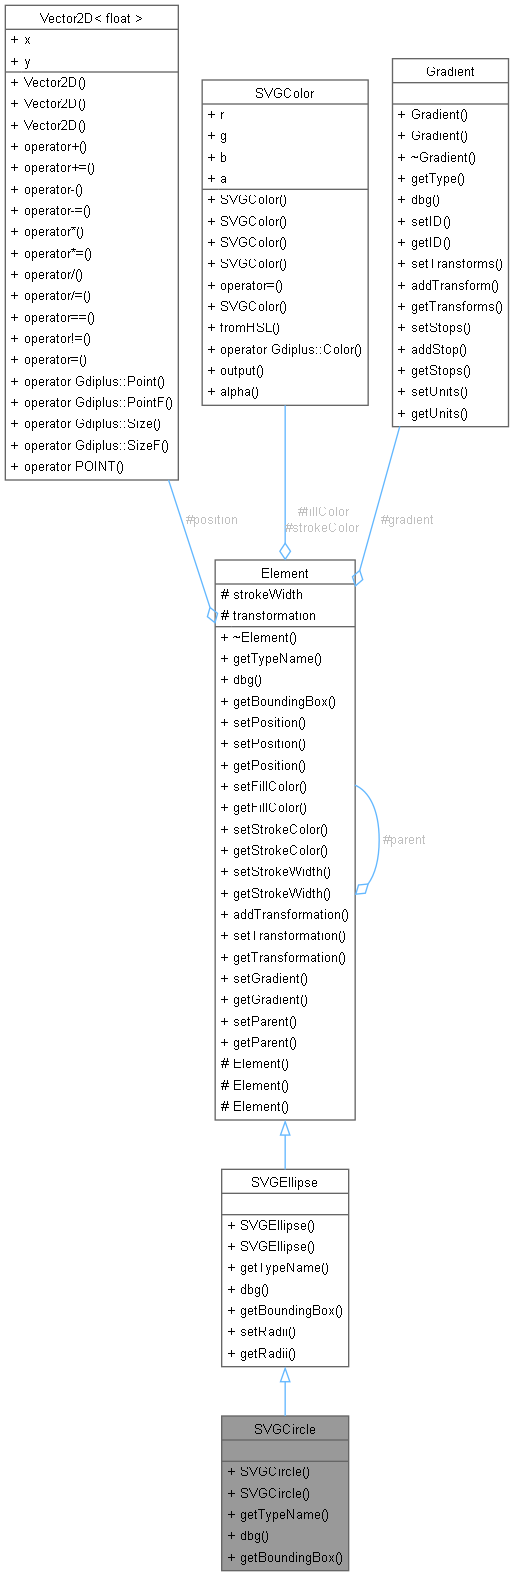 Vector2D< float >
+ x
+ y
+ Vector2D()
+ Vector2D()
+ Vector2D()
+ operator+()
+ operator+=()
+ operator-()
+ operator-=()
+ operator*()
+ operator*=()
+ operator/()
+ operator/=()
+ operator==()
+ operator!=()
+ operator=()
+ operator Gdiplus::Point()
+ operator Gdiplus::PointF()
+ operator Gdiplus::Size()
+ operator Gdiplus::SizeF()
+ operator POINT()
SVGColor
+ r
+ g
+ b
+ a
+ SVGColor()
+ SVGColor()
+ SVGColor()
+ SVGColor()
+ operator=()
+ SVGColor()
+ fromHSL()
+ operator Gdiplus::Color()
+ output()
+ alpha()
Gradient
+ Gradient()
+ Gradient()
+ ~Gradient()
+ getType()
+ dbg()
+ setID()
+ getID()
+ setTransforms()
+ addTransform()
+ getTransforms()
+ setStops()
+ addStop()
+ getStops()
+ setUnits()
+ getUnits()
#position
#fillColor
#strokeColor
#gradient
Element
# strokeWidth
# transformation
+ ~Element()
+ getTypeName()
+ dbg()
+ getBoundingBox()
+ setPosition()
+ setPosition()
+ getPosition()
+ setFillColor()
+ getFillColor()
+ setStrokeColor()
+ getStrokeColor()
+ setStrokeWidth()
+ getStrokeWidth()
+ addTransformation()
+ setTransformation()
+ getTransformation()
+ setGradient()
+ getGradient()
+ setParent()
+ getParent()
# Element()
# Element()
# Element()
#parent
SVGEllipse
+ SVGEllipse()
+ SVGEllipse()
+ getTypeName()
+ dbg()
+ getBoundingBox()
+ setRadii()
+ getRadii()
SVGCircle
+ SVGCircle()
+ SVGCircle()
+ getTypeName()
+ dbg()
+ getBoundingBox()